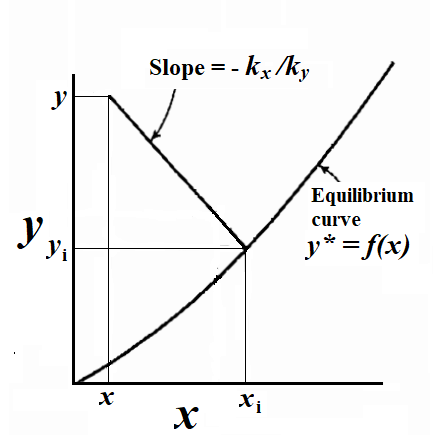 Slope = - kx/ky
y
Equilibrium
curve
y* = f(x)
y
yi
x
xi
x